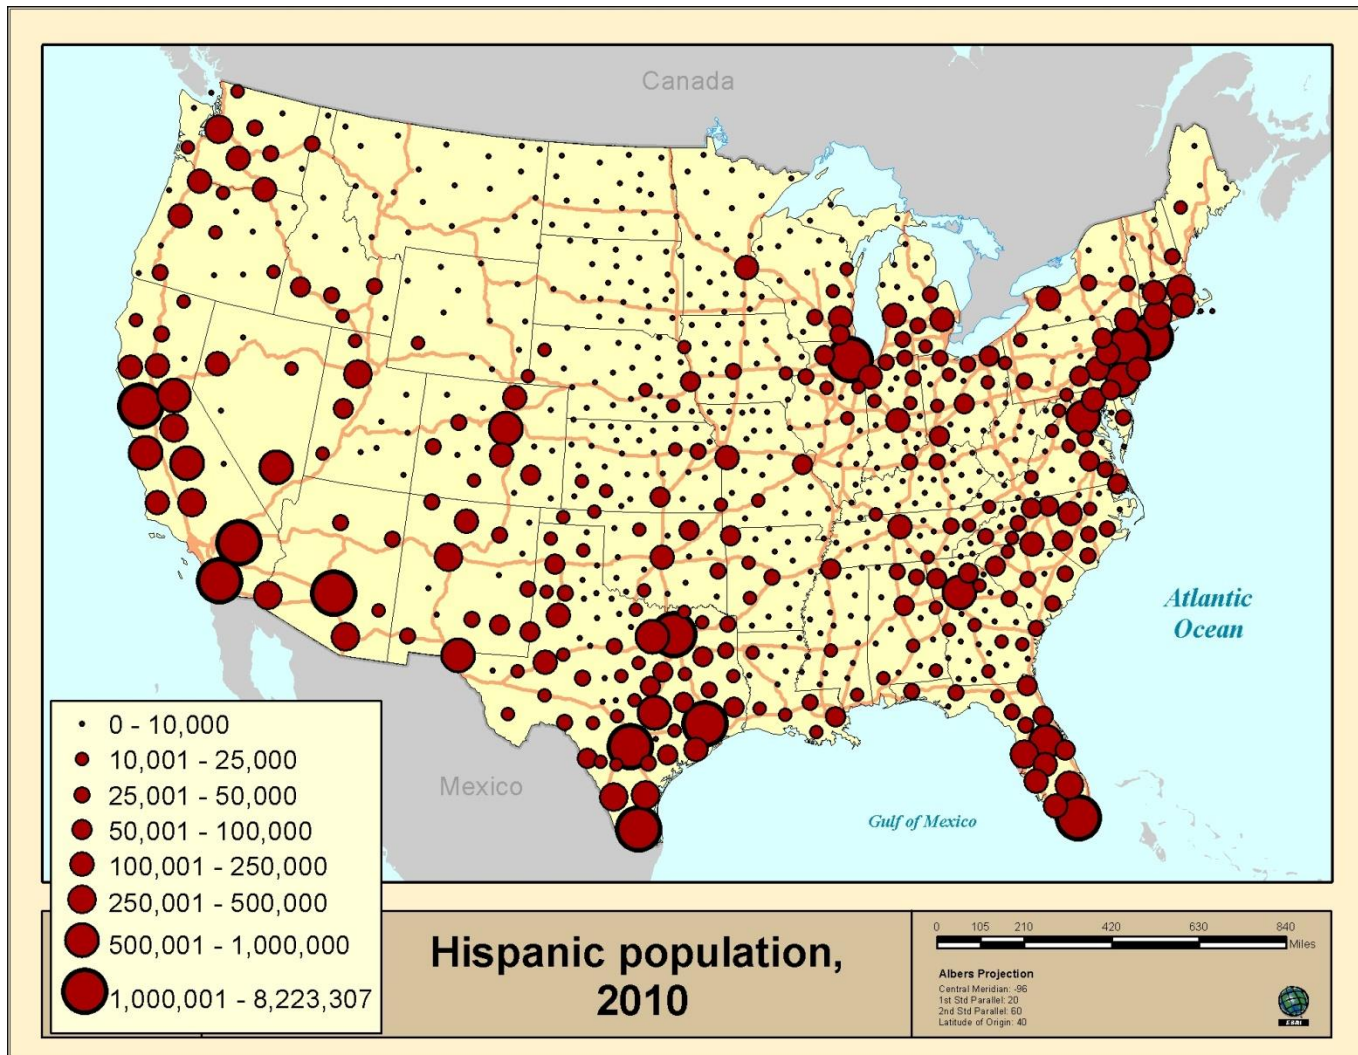 Canada
Atlantic
Ocean
Mexico
Gulf of Mexico
0 - 10,000
10,001 - 25,000
25,001 - 50,000
50,001 - 100,000
100,001 - 250,000
250,001 - 500,000
500,001 - 1,000,000
1,000,001 - 8,223,307
Hispanic population,
2010
0 105 210 420 630 840
Miles
Albers Projection
Central Meridian: -96
1st Std Parallel: 20
2nd Std Parallel: 60
Latitude of Origin: 40
ESRI